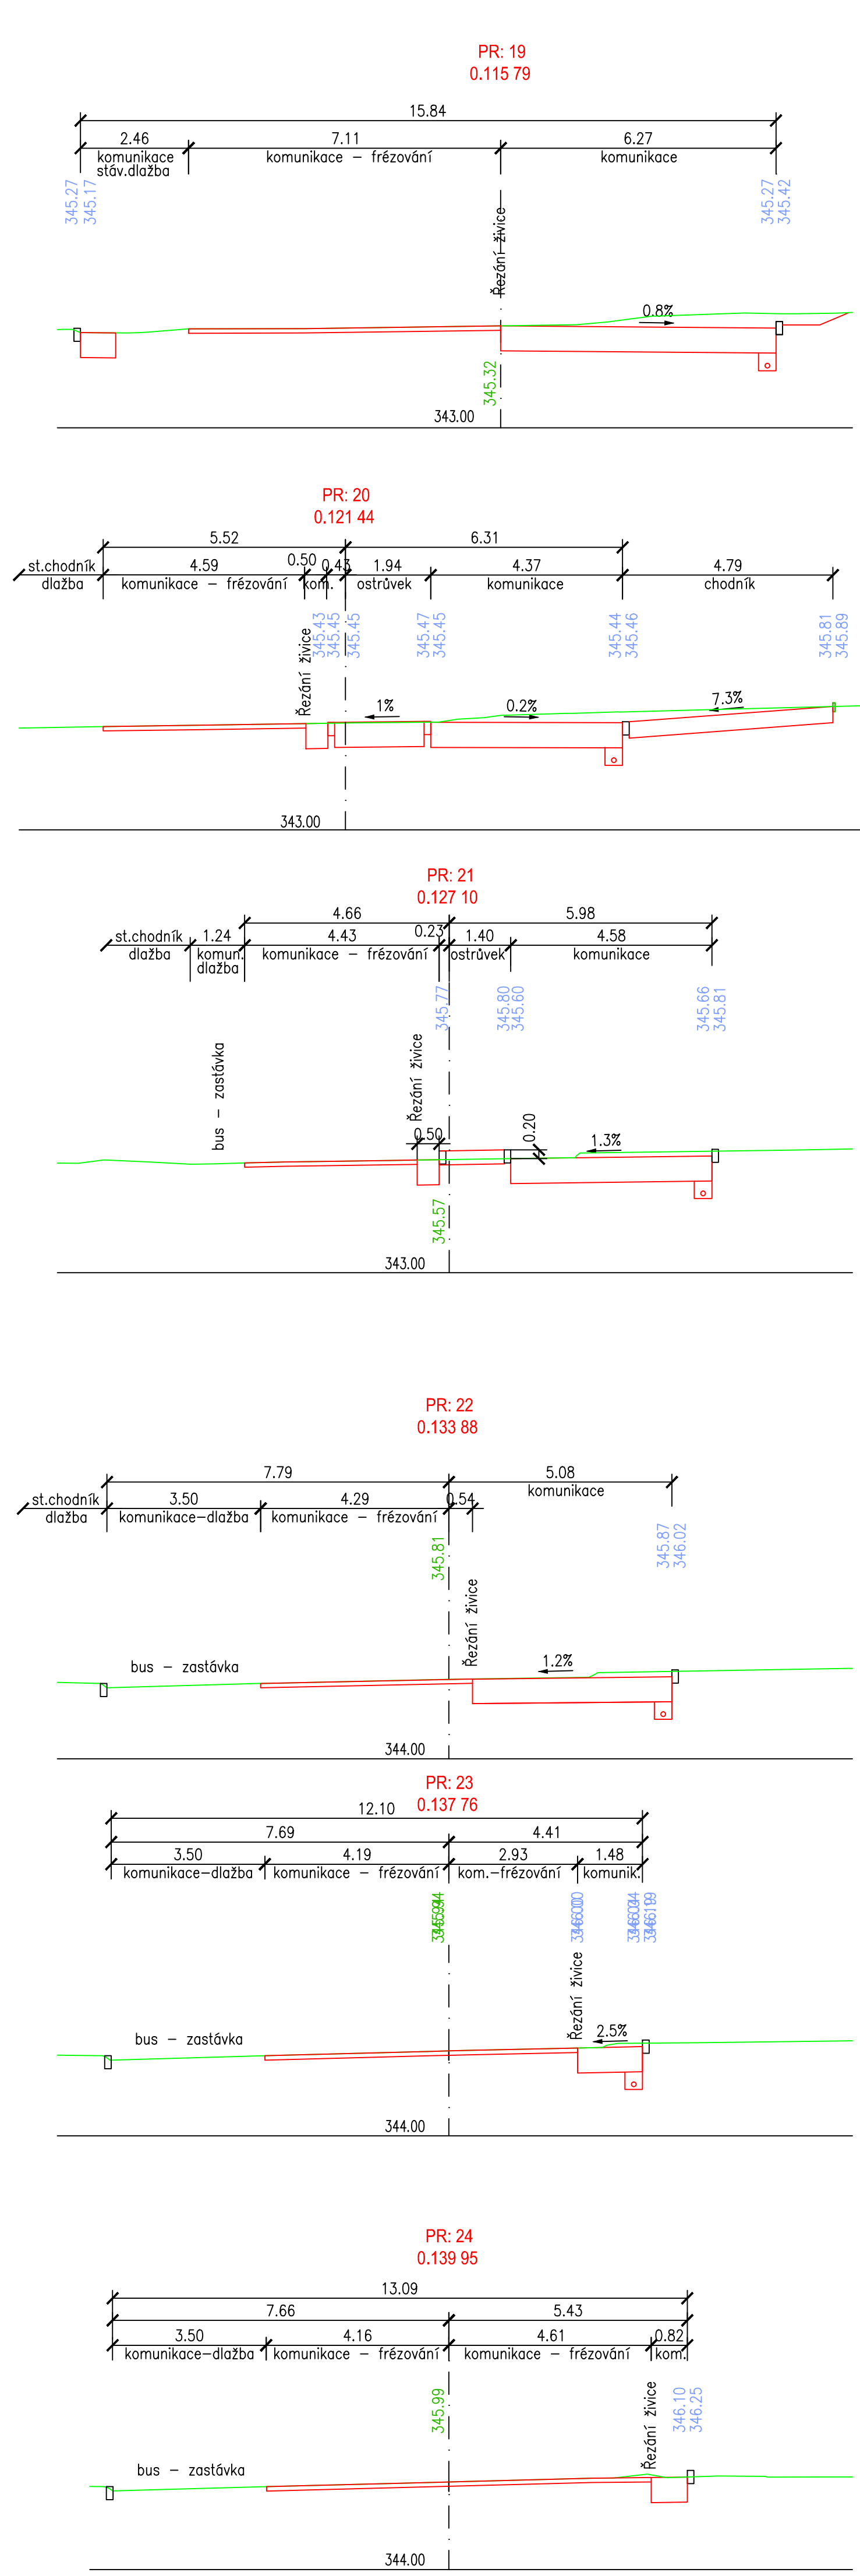 PR: 19
0.115 79
15.84
2.46
7.11
6.27
komunikace
stáv.dlažba
komunikace – frézování
komunikace
345.27
345.17
Řezání živice
345.27
345.42
0.8%
345.32
343.00
PR: 20
0.121 44
5.52
6.31
st.chodník
dlažba
4.59
komunikace – frézování
0.50
kom.
0.43
1.94
ostrůvek
4.37
komunikace
4.79
chodník
Řezání živice
345.43
345.45
345.45
345.47
345.45
345.44
345.46
345.81
345.89
1%
0.2%
7.3%
343.00
PR: 21
0.127 10
4.66
5.98
st.chodník
dlažba
1.24
komun.
dlažba
4.43
komunikace – frézování
0.23
1.40
ostrůvek
4.58
komunikace
345.77
345.80
345.60
345.66
345.81
bus – zastávka
Řezání živice
0.50
0.20
1.3%
345.57
343.00
PR: 22
0.133 88
7.79
5.08
komunikace
st.chodník
dlažba
3.50
komunikace–dlažba
4.29
komunikace – frézování
0.54
345.81
345.87
346.02
Řezání živice
bus – zastávka
1.2%
344.00
PR: 23
0.137 76
12.10
7.69
4.41
3.50
komunikace–dlažba
4.19
komunikace – frézování
2.93
kom.–frézování
1.48
komunik.
Řezání živice
bus – zastávka
2.5%
344.00
PR: 24
0.139 95
13.09
7.66
5.43
3.50
komunikace–dlažba
4.16
komunikace – frézování
4.61
komunikace – frézování
0.82
kom.
345.99
Řezání živice
346.10
346.25
bus – zastávka
344.00